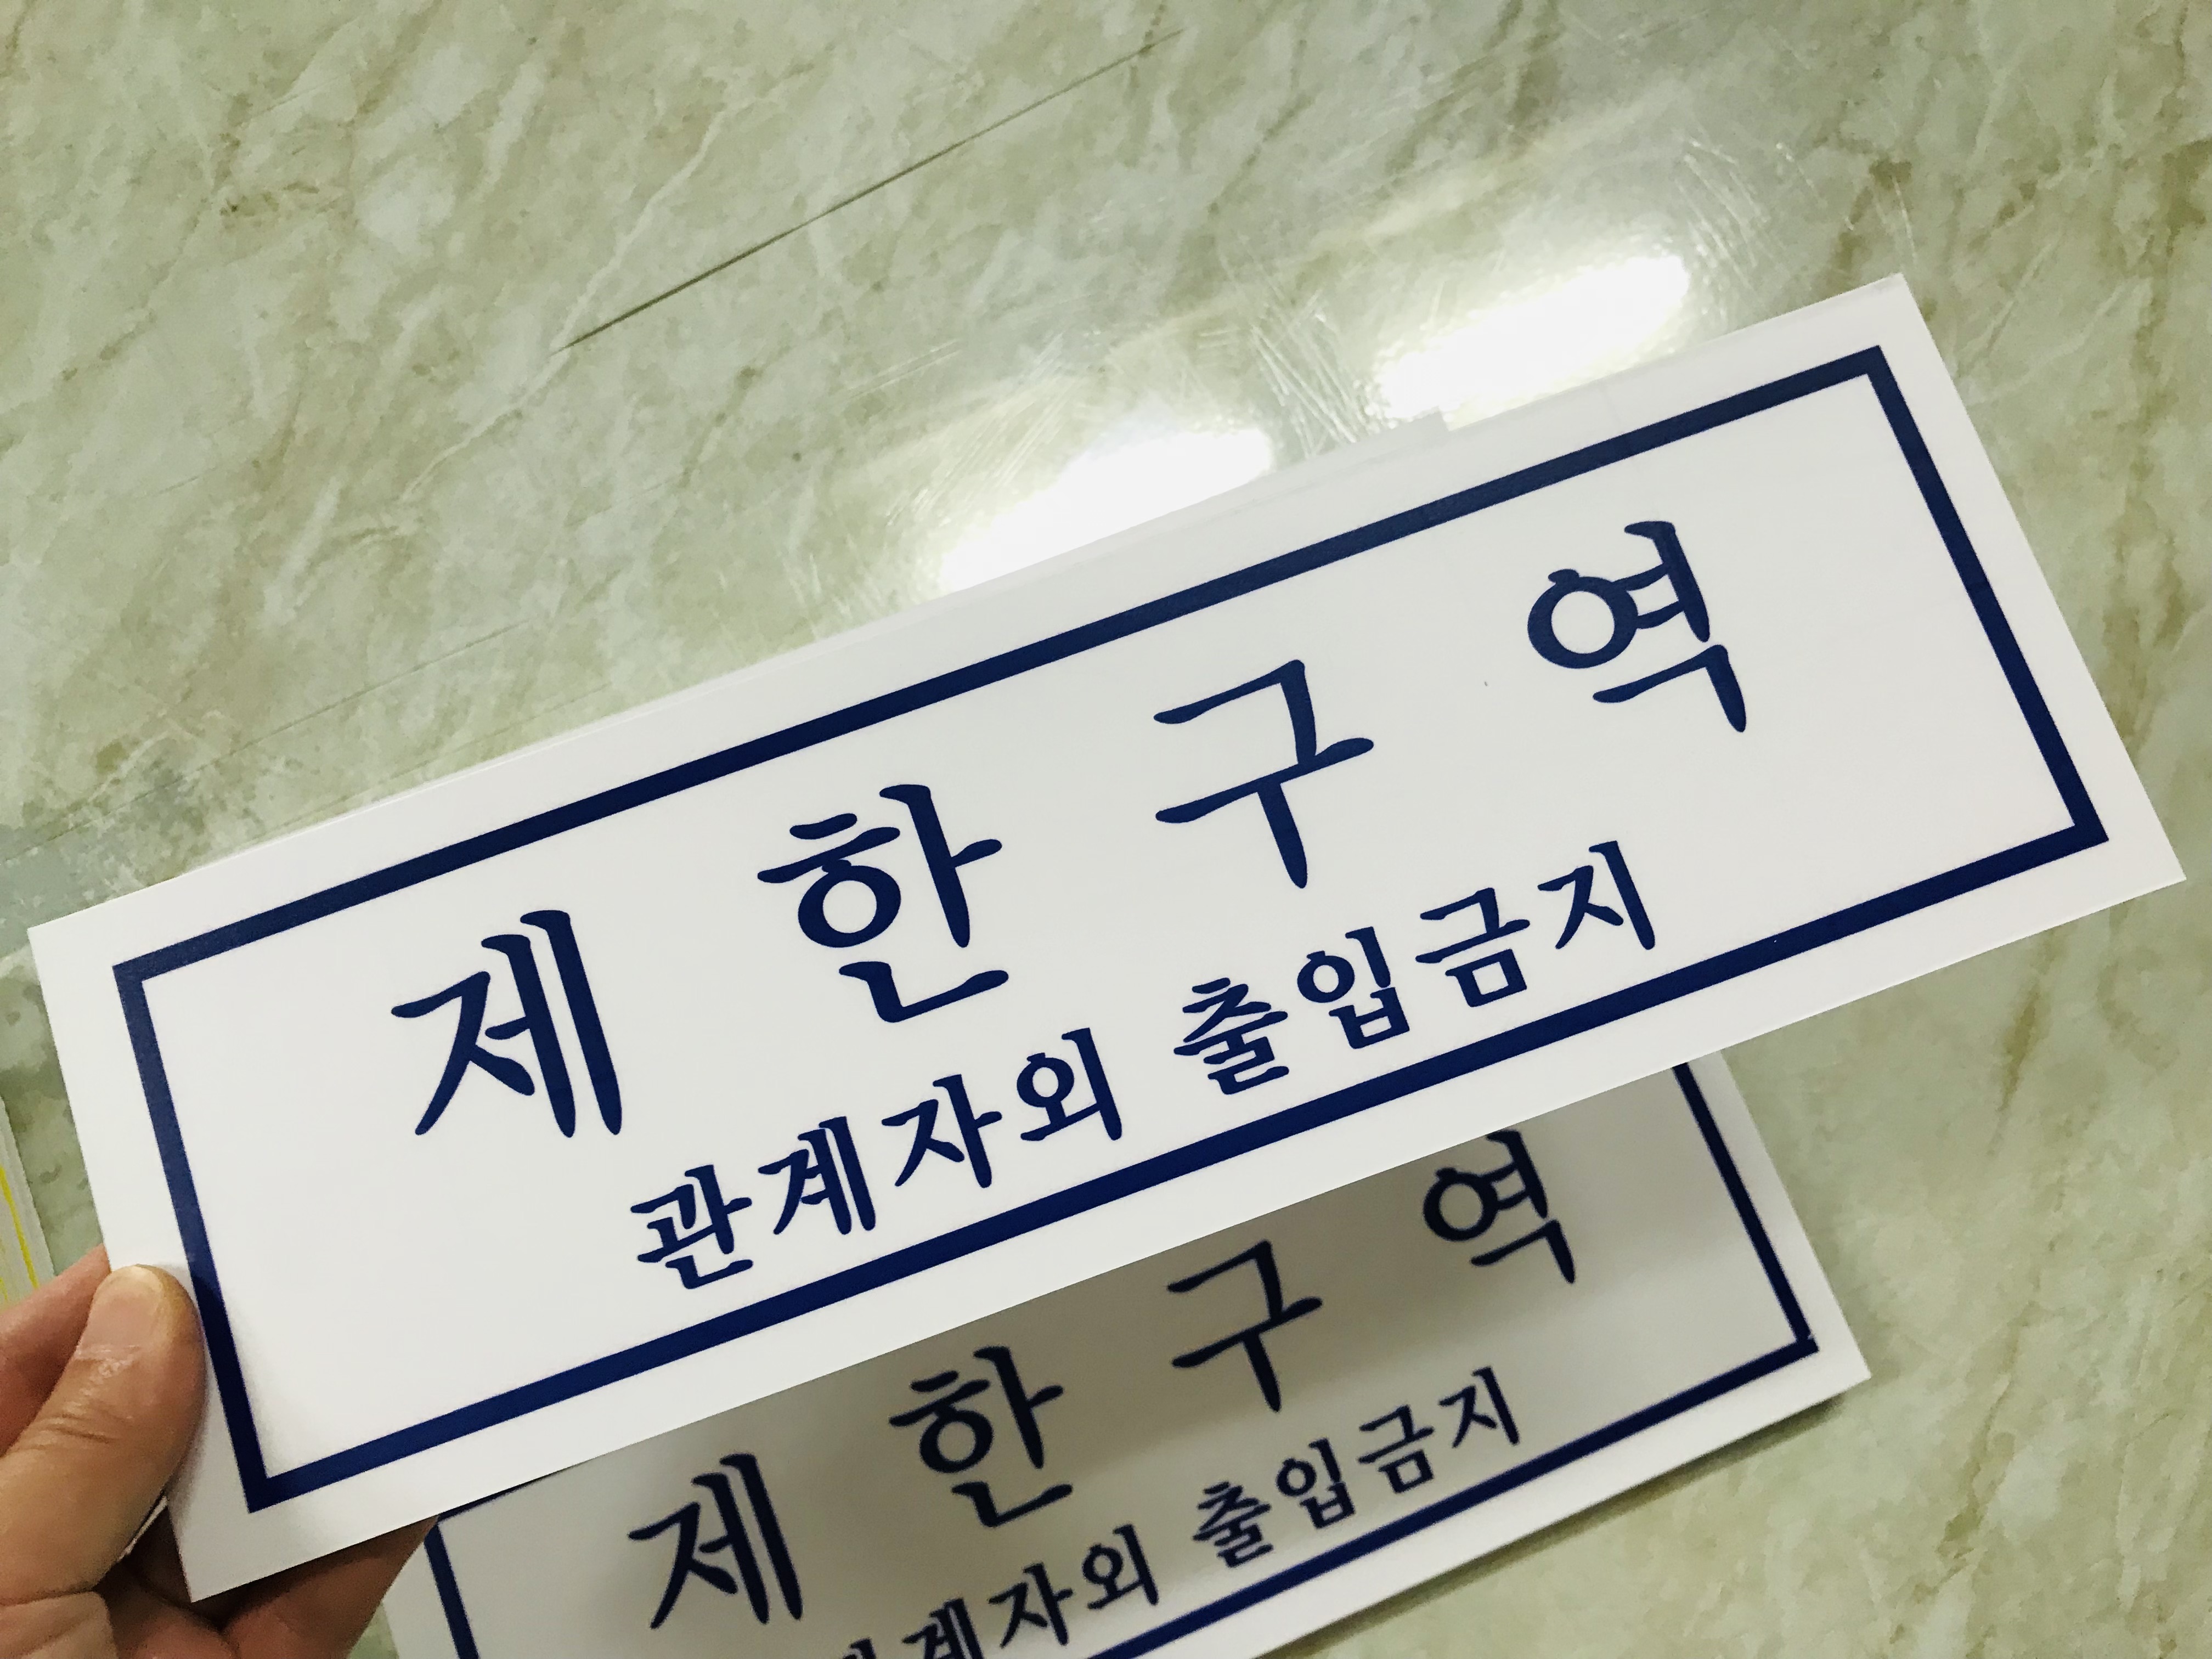 제 한 구 역
관계자외 출입금지
제 한 구 역
계자외 출입금지